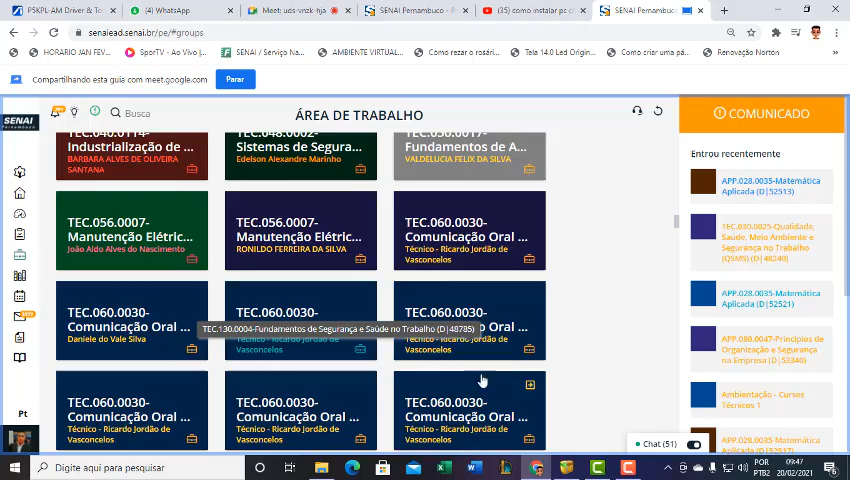 P5KPL-AM Driver & To
(4) WhatsApp
Meet: uds-vnzk-hja
SENAI Pernambuco - P
(35) como instalar pc c
SENAI Pernambuco
senaiead.senai.br/pe/#groups
HORARIO JAN FEV...
SporTV - Ao Vivo |...
SENAI / Serviço Na...
AMBIENTE VIRTUAL...
Como rezar o rosári...
Tela 14.0 Led Origin...
Como criar uma pá...
Renovação Norton
Compartilhando esta guia com meet.google.com
Parar
Busca
ÁREA DE TRABALHO
COMUNICADO
SENAI
Entrou recentemente
TEC.040.0114-
Industrialização de ...
BARBARA ALVES DE OLIVEIRA
SANTANA
TEC.048.0002-
Sistemas de Segura...
Edelson Alexandre Marinho
TEC.050.0017-
Fundamentos de A...
VALDELUCIA FELIX DA SILVA
TEC.056.0007-
Manutenção Elétric...
João Aldo Alves do Nascimento
TEC.056.0007-
Manutenção Elétric...
RONILDO FERREIRA DA SILVA
TEC.060.0030-
Comunicação Oral ...
Técnico - Ricardo Jordão de
Vasconcelos
TEC.060.0030-
Comunicação Oral ...
Daniele do Vale Silva
TEC.060.0030-
TEC.130.0004-Fundamentos de Segurança e Saúde no Trabalho (D|48785)
Técnico - Ricardo Jordão de
Vasconcelos
TEC.060.0030-
Comunicação Oral ...
Técnico - Ricardo Jordão de
Vasconcelos
TEC.060.0030-
Comunicação Oral ...
Técnico - Ricardo Jordão de
Vasconcelos
TEC.060.0030-
Comunicação Oral ...
Técnico - Ricardo Jordão de
Vasconcelos
TEC.060.0030-
Comunicação Oral ...
Técnico - Ricardo Jordão de
Vasconcelos
APP.028.0035-Matemática
Aplicada (D|52513)
TEC.030.0025-Qualidade,
Saúde, Meio Ambiente e
Segurança no Trabalho
(QSMS) (D|48240)
APP.028.0035-Matemática
Aplicada (D|52521)
APP.080.0047-Princípios de
Organização e Segurança
na Empresa (D|53340)
Ambientação - Cursos
Técnicos 1
APP.028.0035-Matemática
Aplicada (D|52517)
Chat (51)
Pt
Digite aqui para pesquisar
POR
PTB2
09:47
20/02/2021